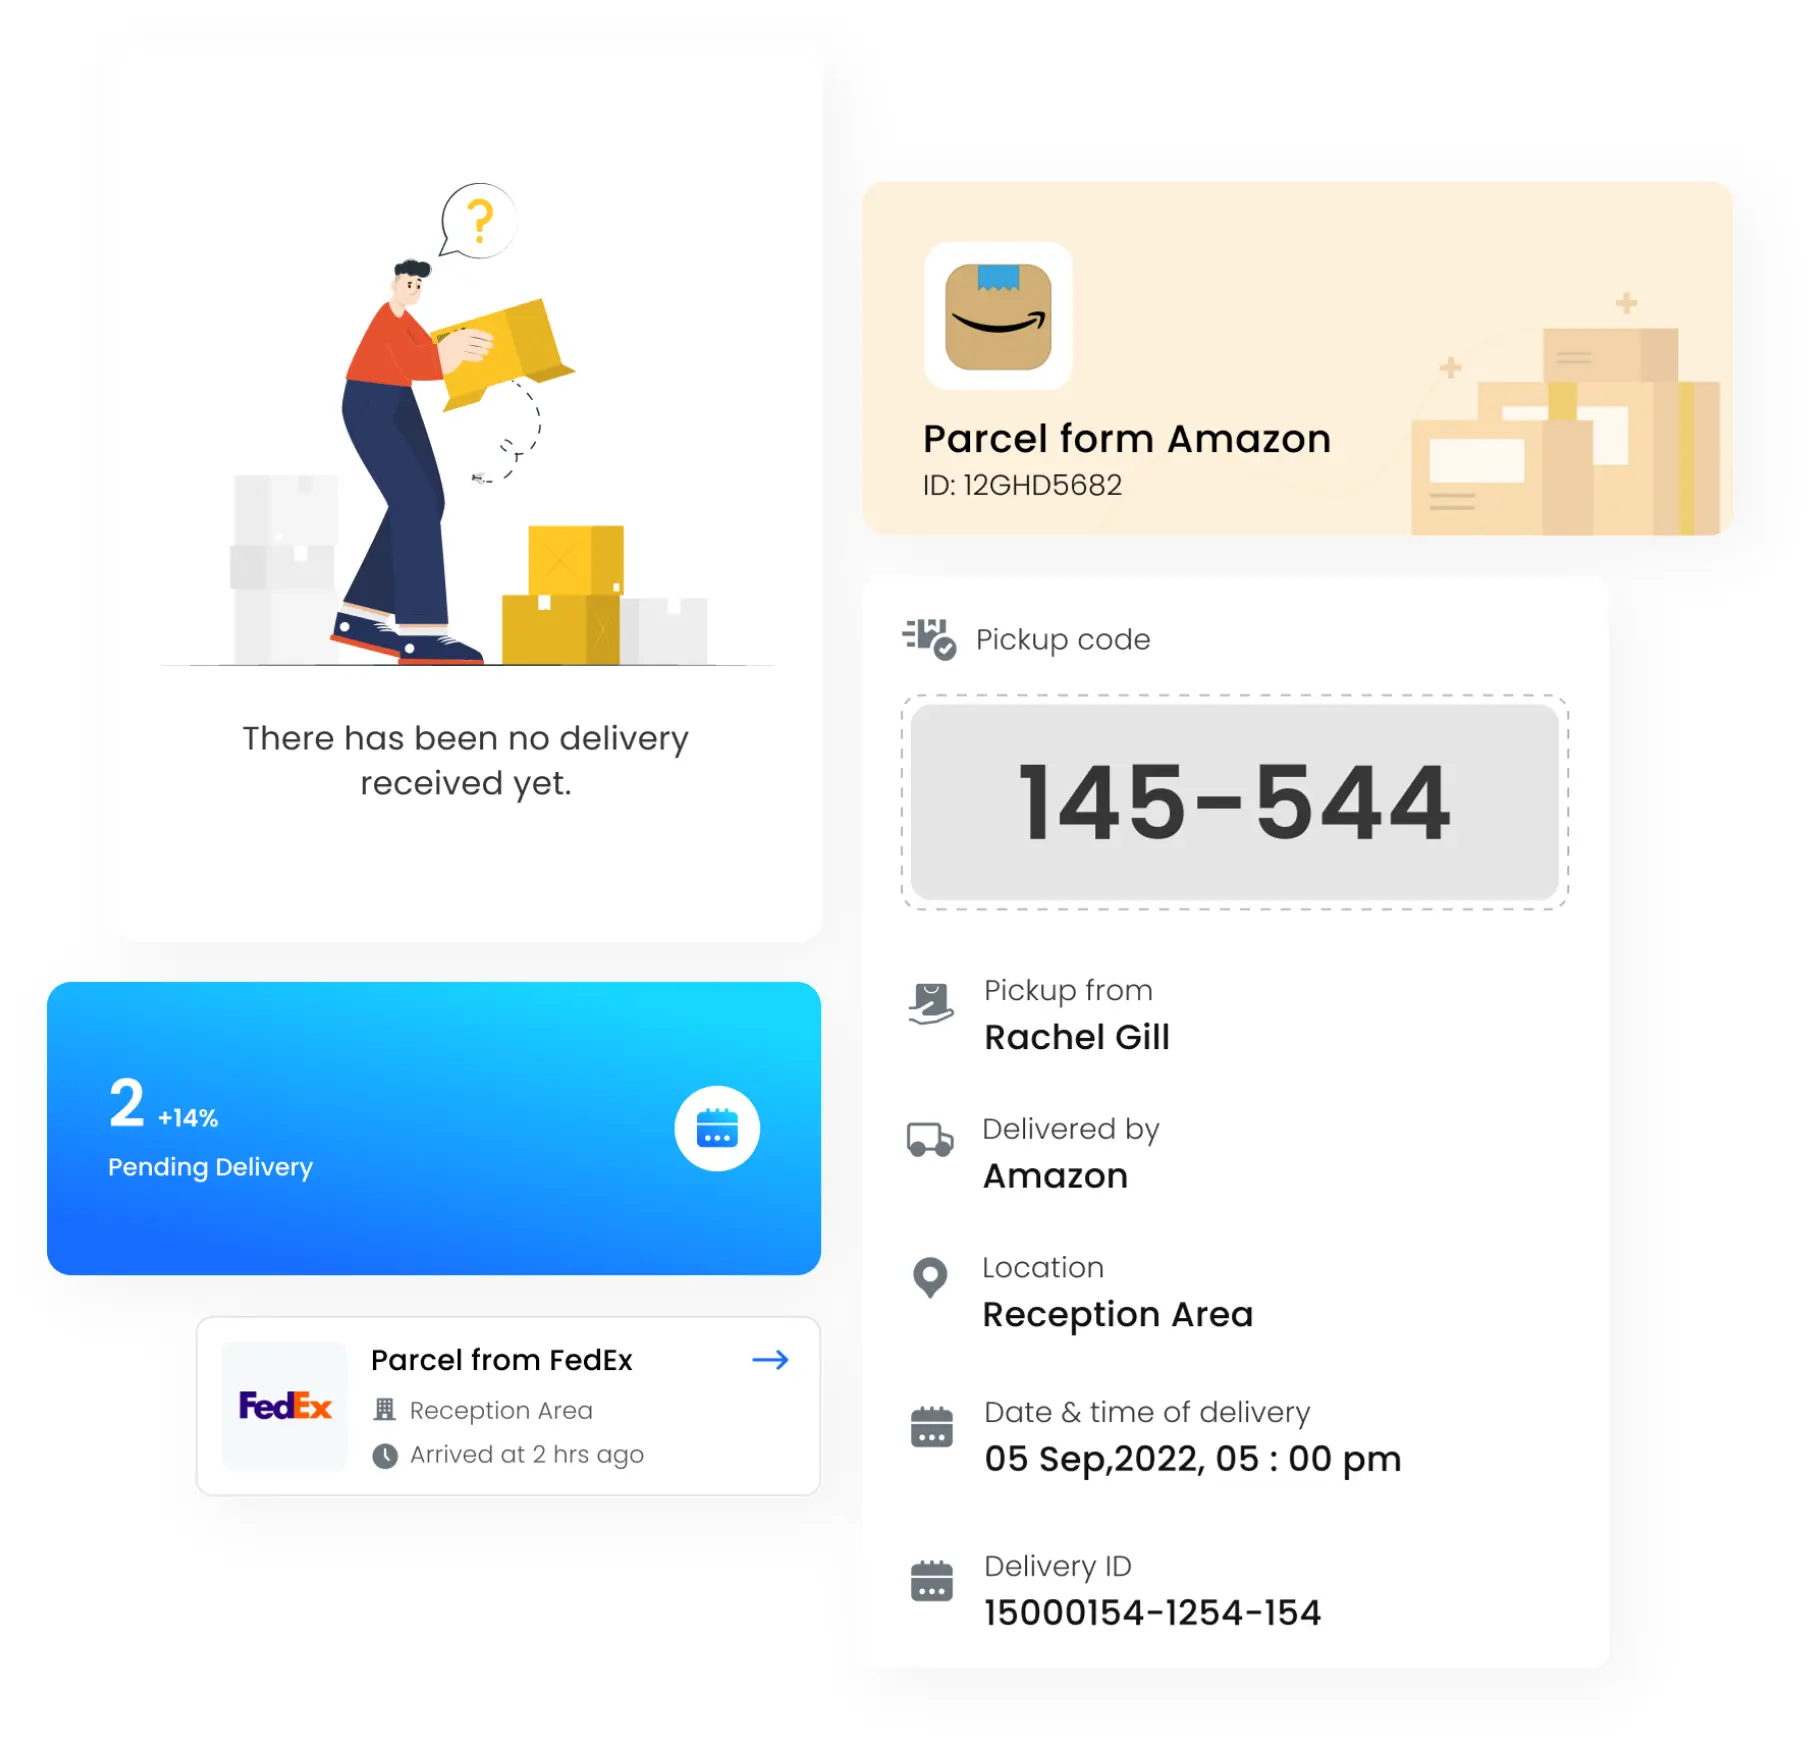 ?
There has been no delivery
received yet.
2 +14%
Pending Delivery
FedEx
Parcel from FedEx
Reception Area
Arrived at 2 hrs ago
Parcel form Amazon
ID: 12GHD5682
Pickup code
145-544
Pickup from
Rachel Gill
Delivered by
Amazon
Location
Reception Area
Date & time of delivery
05 Sep,2022, 05 : 00 pm
Delivery ID
15000154-1254-154